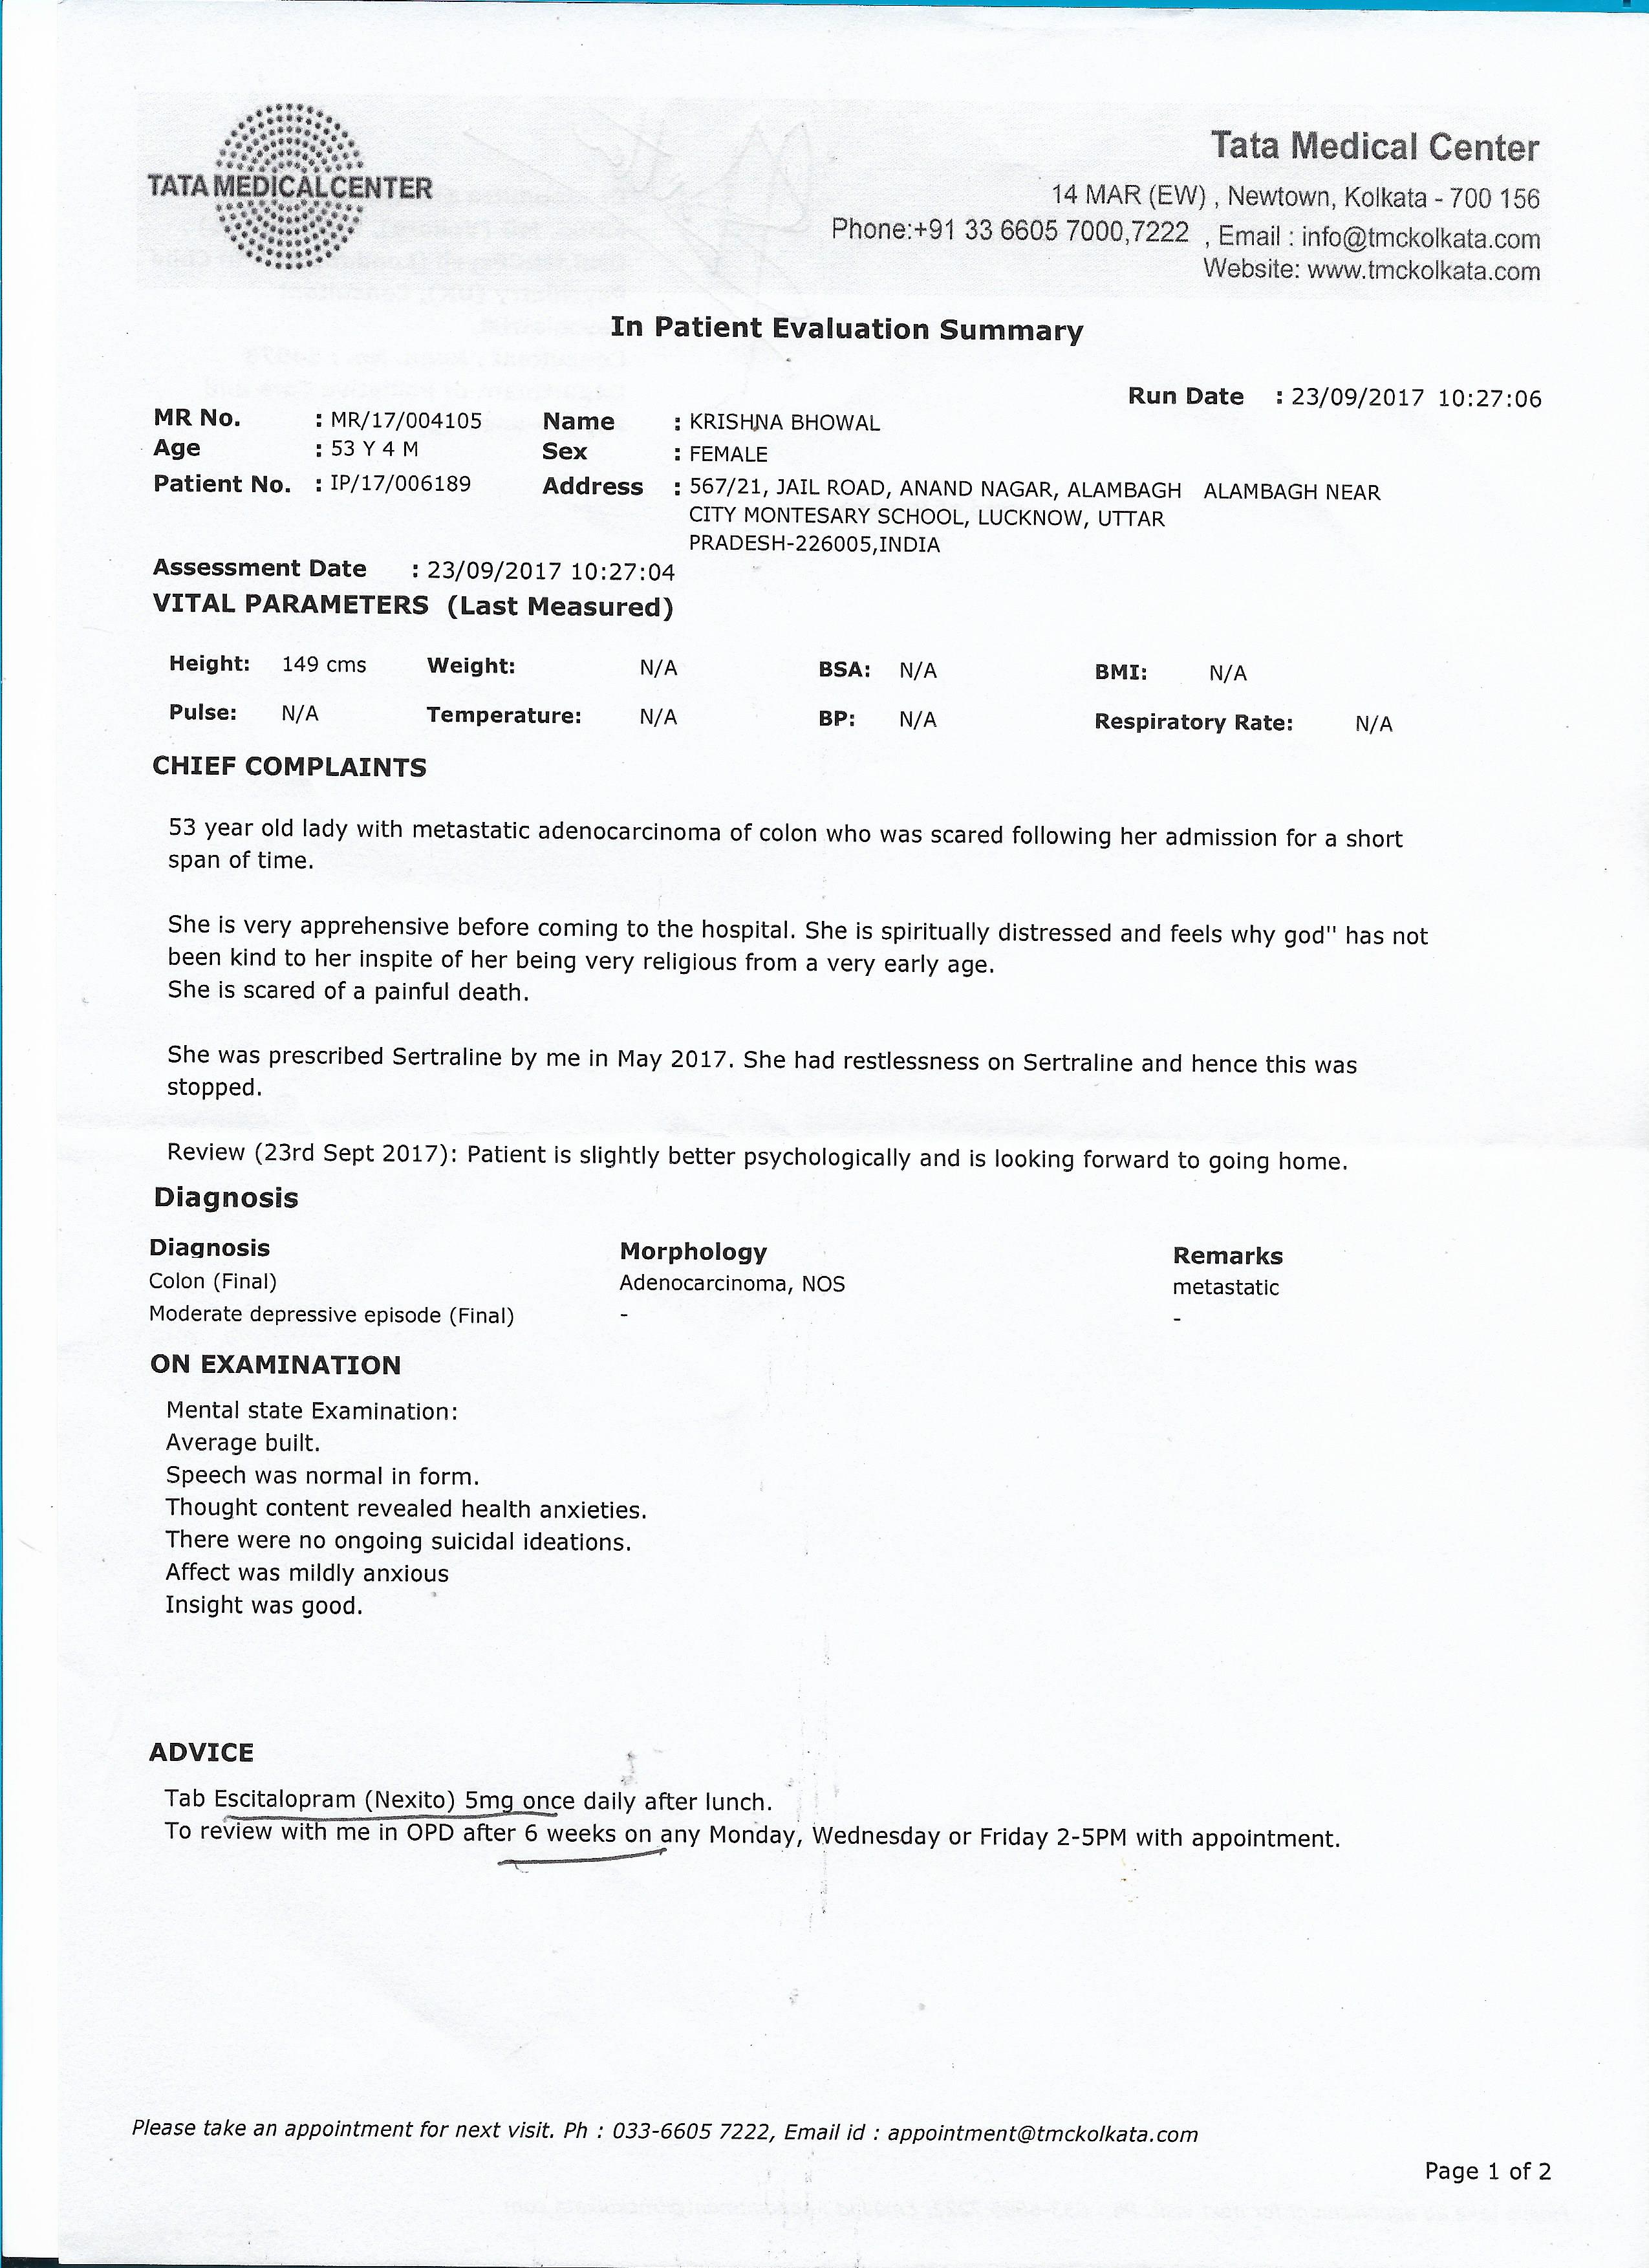 TATA MEDICAL CENTER
Tata Medical Center
14 MAR (EW) , Newtown, Kolkata - 700 156
Phone:+91 33 6605 7000,7222 , Email : info@tmckolkata.com
Website: www.tmckolkata.com
In Patient Evaluation Summary
Run Date : 23/09/2017 10:27:06
MR No. : MR/17/004105 Name : KRISHNA BHOWAL
Age : 53 Y 4 M Sex : FEMALE
Patient No. : IP/17/006189 Address : 567/21, JAIL ROAD, ANAND NAGAR, ALAMBAGH ALAMBAGH NEAR
CITY MONTESARY SCHOOL, LUCKNOW, UTTAR
PRADESH-226005,INDIA
Assessment Date : 23/09/2017 10:27:04
VITAL PARAMETERS (Last Measured)
Height: 149 cms Weight: N/A BSA: N/A BMI: N/A
Pulse: N/A Temperature: N/A BP: N/A Respiratory Rate: N/A
CHIEF COMPLAINTS
53 year old lady with metastatic adenocarcinoma of colon who was scared following her admission for a short
span of time.
She is very apprehensive before coming to the hospital. She is spiritually distressed and feels why god" has not
been kind to her inspite of her being very religious from a very early age.
She is scared of a painful death.
She was prescribed Sertraline by me in May 2017. She had restlessness on Sertraline and hence this was
stopped.
Review (23rd Sept 2017): Patient is slightly better psychologically and is looking forward to going home.
Diagnosis
Diagnosis Morphology Remarks
Colon (Final) Adenocarcinoma, NOS metastatic
Moderate depressive episode (Final) - -
ON EXAMINATION
Mental state Examination:
Average built.
Speech was normal in form.
Thought content revealed health anxieties.
There were no ongoing suicidal ideations.
Affect was mildly anxious
Insight was good.
ADVICE
Tab Escitalopram (Nexito) 5mg once daily after lunch.
To review with me in OPD after 6 weeks on any Monday, Wednesday or Friday 2-5PM with appointment.
Please take an appointment for next visit. Ph : 033-6605 7222, Email id : appointment@tmckolkata.com
Page 1 of 2